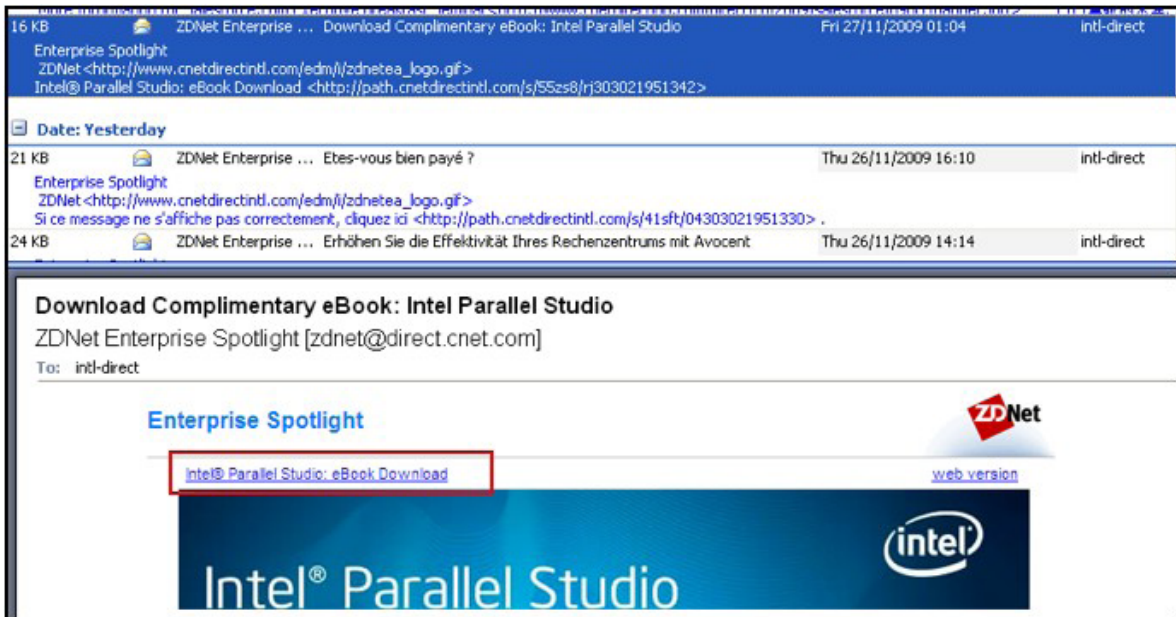 16 KB ZDNet Enterprise ... Download Complimentary eBook: Intel Parallel Studio Fri 27/11/2009 01:04 intl-direct
Enterprise Spotlight
ZDNet <http://www.cnetdirectintl.com/edm/i/zdnetea_logo.gif>
Intel® Parallel Studio: eBook Download <http://path.cnetdirectintl.com/s/55zs8/rj303021951342>
Date: Yesterday
21 KB ZDNet Enterprise ... Etes-vous bien payé ? Thu 26/11/2009 16:10 intl-direct
Enterprise Spotlight
ZDNet <http://www.cnetdirectintl.com/edm/i/zdnetea_logo.gif>
Si ce message ne s'affiche pas correctement, cliquez ici <http://path.cnetdirectintl.com/s/41sft/04303021951330> .
24 KB ZDNet Enterprise ... Erhöhen Sie die Effektivität Ihres Rechenzentrums mit Avocent Thu 26/11/2009 14:14 intl-direct
Download Complimentary eBook: Intel Parallel Studio
ZDNet Enterprise Spotlight [zdnet@direct.cnet.com]
To: intl-direct
Enterprise Spotlight ZDNet
Intel® Parallel Studio: eBook Download web version
intel
Intel® Parallel Studio